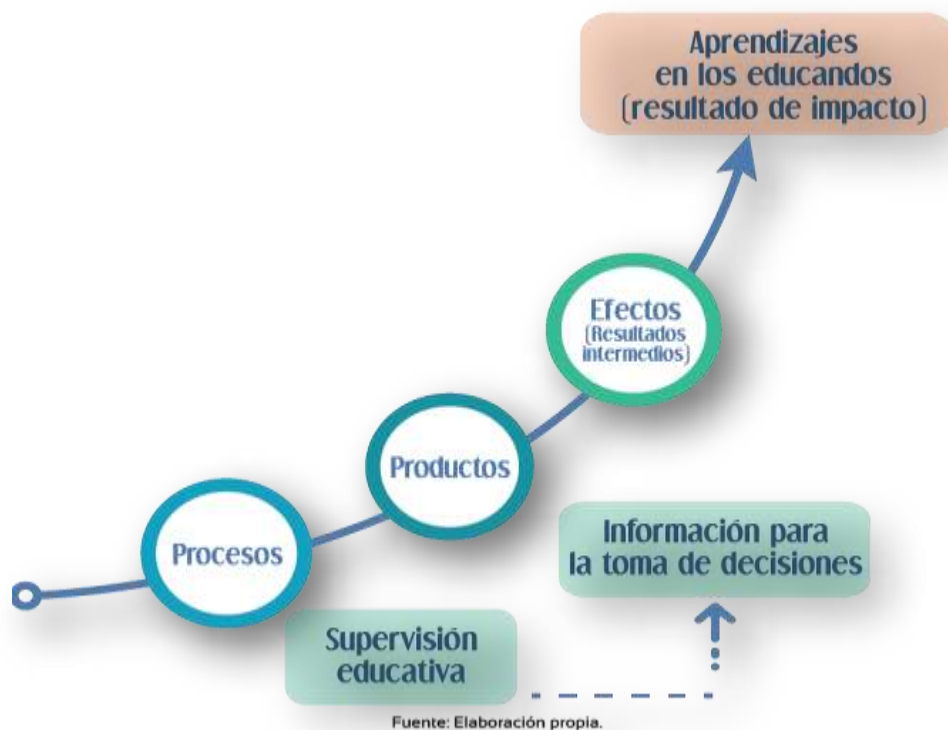 Aprendizajes
en los educandos
(resultado de impacto)
Efectos
(Resultados
intermedios)
Productos
Procesos
Información para
la toma de decisiones
Supervisión
educativa
Fuente: Elaboración propia.